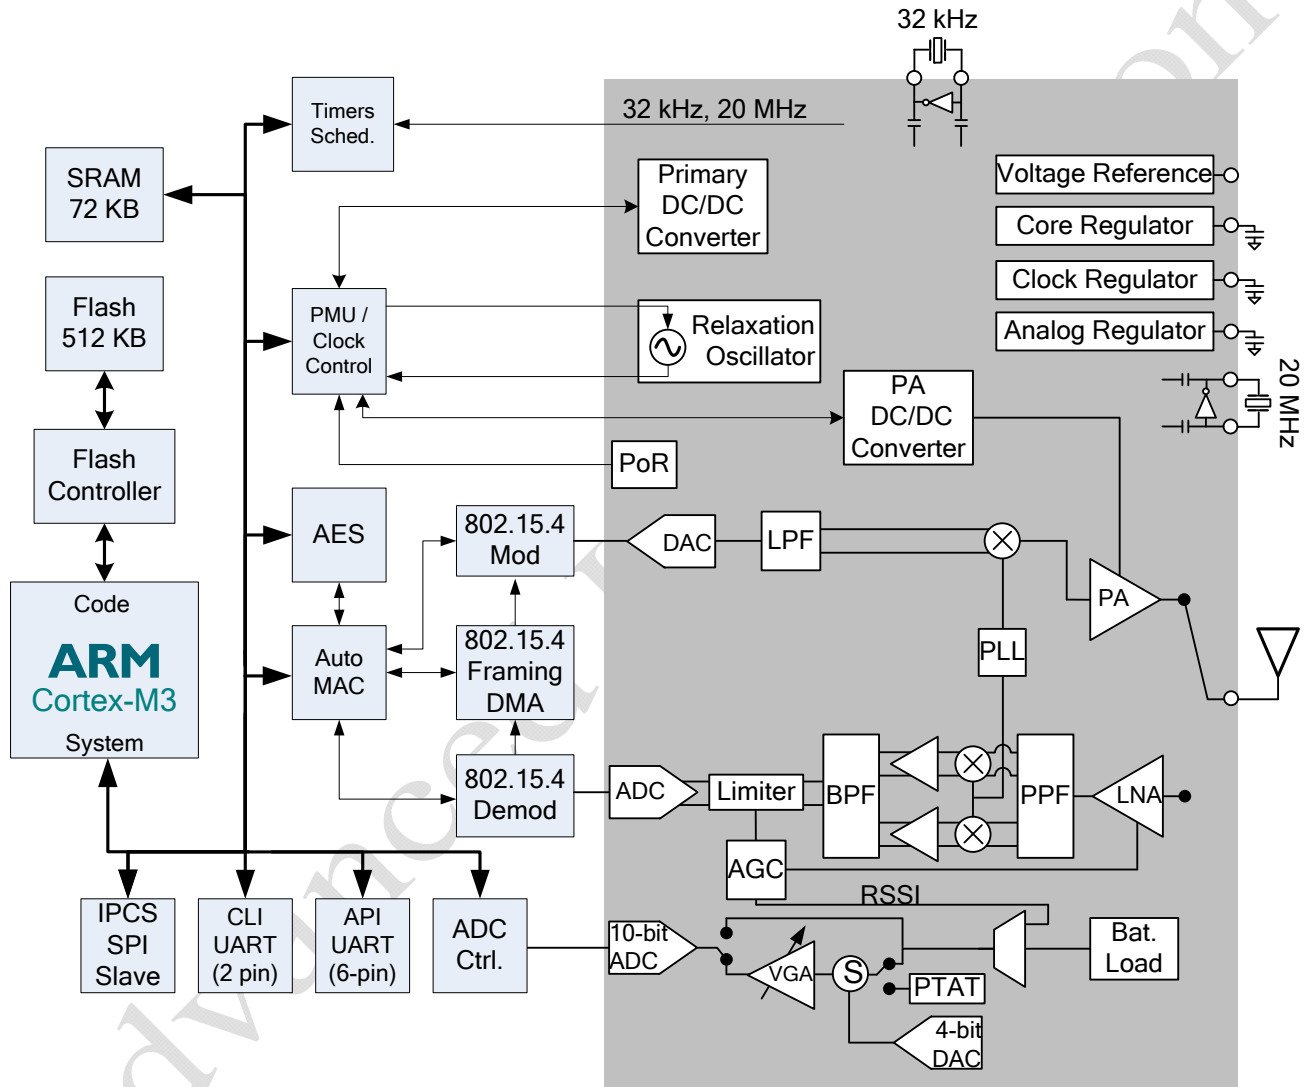 32 kHz
Timers
Sched.
32 kHz, 20 MHz
SRAM
72 KB
Primary
DC/DC
Converter
Voltage Reference
Core Regulator
Clock Regulator
Analog Regulator
20 MHz
Flash
512 KB
PMU /
Clock
Control
Relaxation
Oscillator
PA
DC/DC
Converter
PoR
Flash
Controller
AES
802.15.4
Mod
DAC
LPF
PA
Code
ARM
Cortex-M3
System
Auto
MAC
802.15.4
Framing
DMA
PLL
802.15.4
Demod
ADC
Limiter
BPF
PPF
LNA
AGC
RSSI
IPCS
SPI
Slave
CLI
UART
(2 pin)
API
UART
(6-pin)
ADC
Ctrl.
10-bit
ADC
VGA
S
PTAT
Bat.
Load
4-bit
DAC